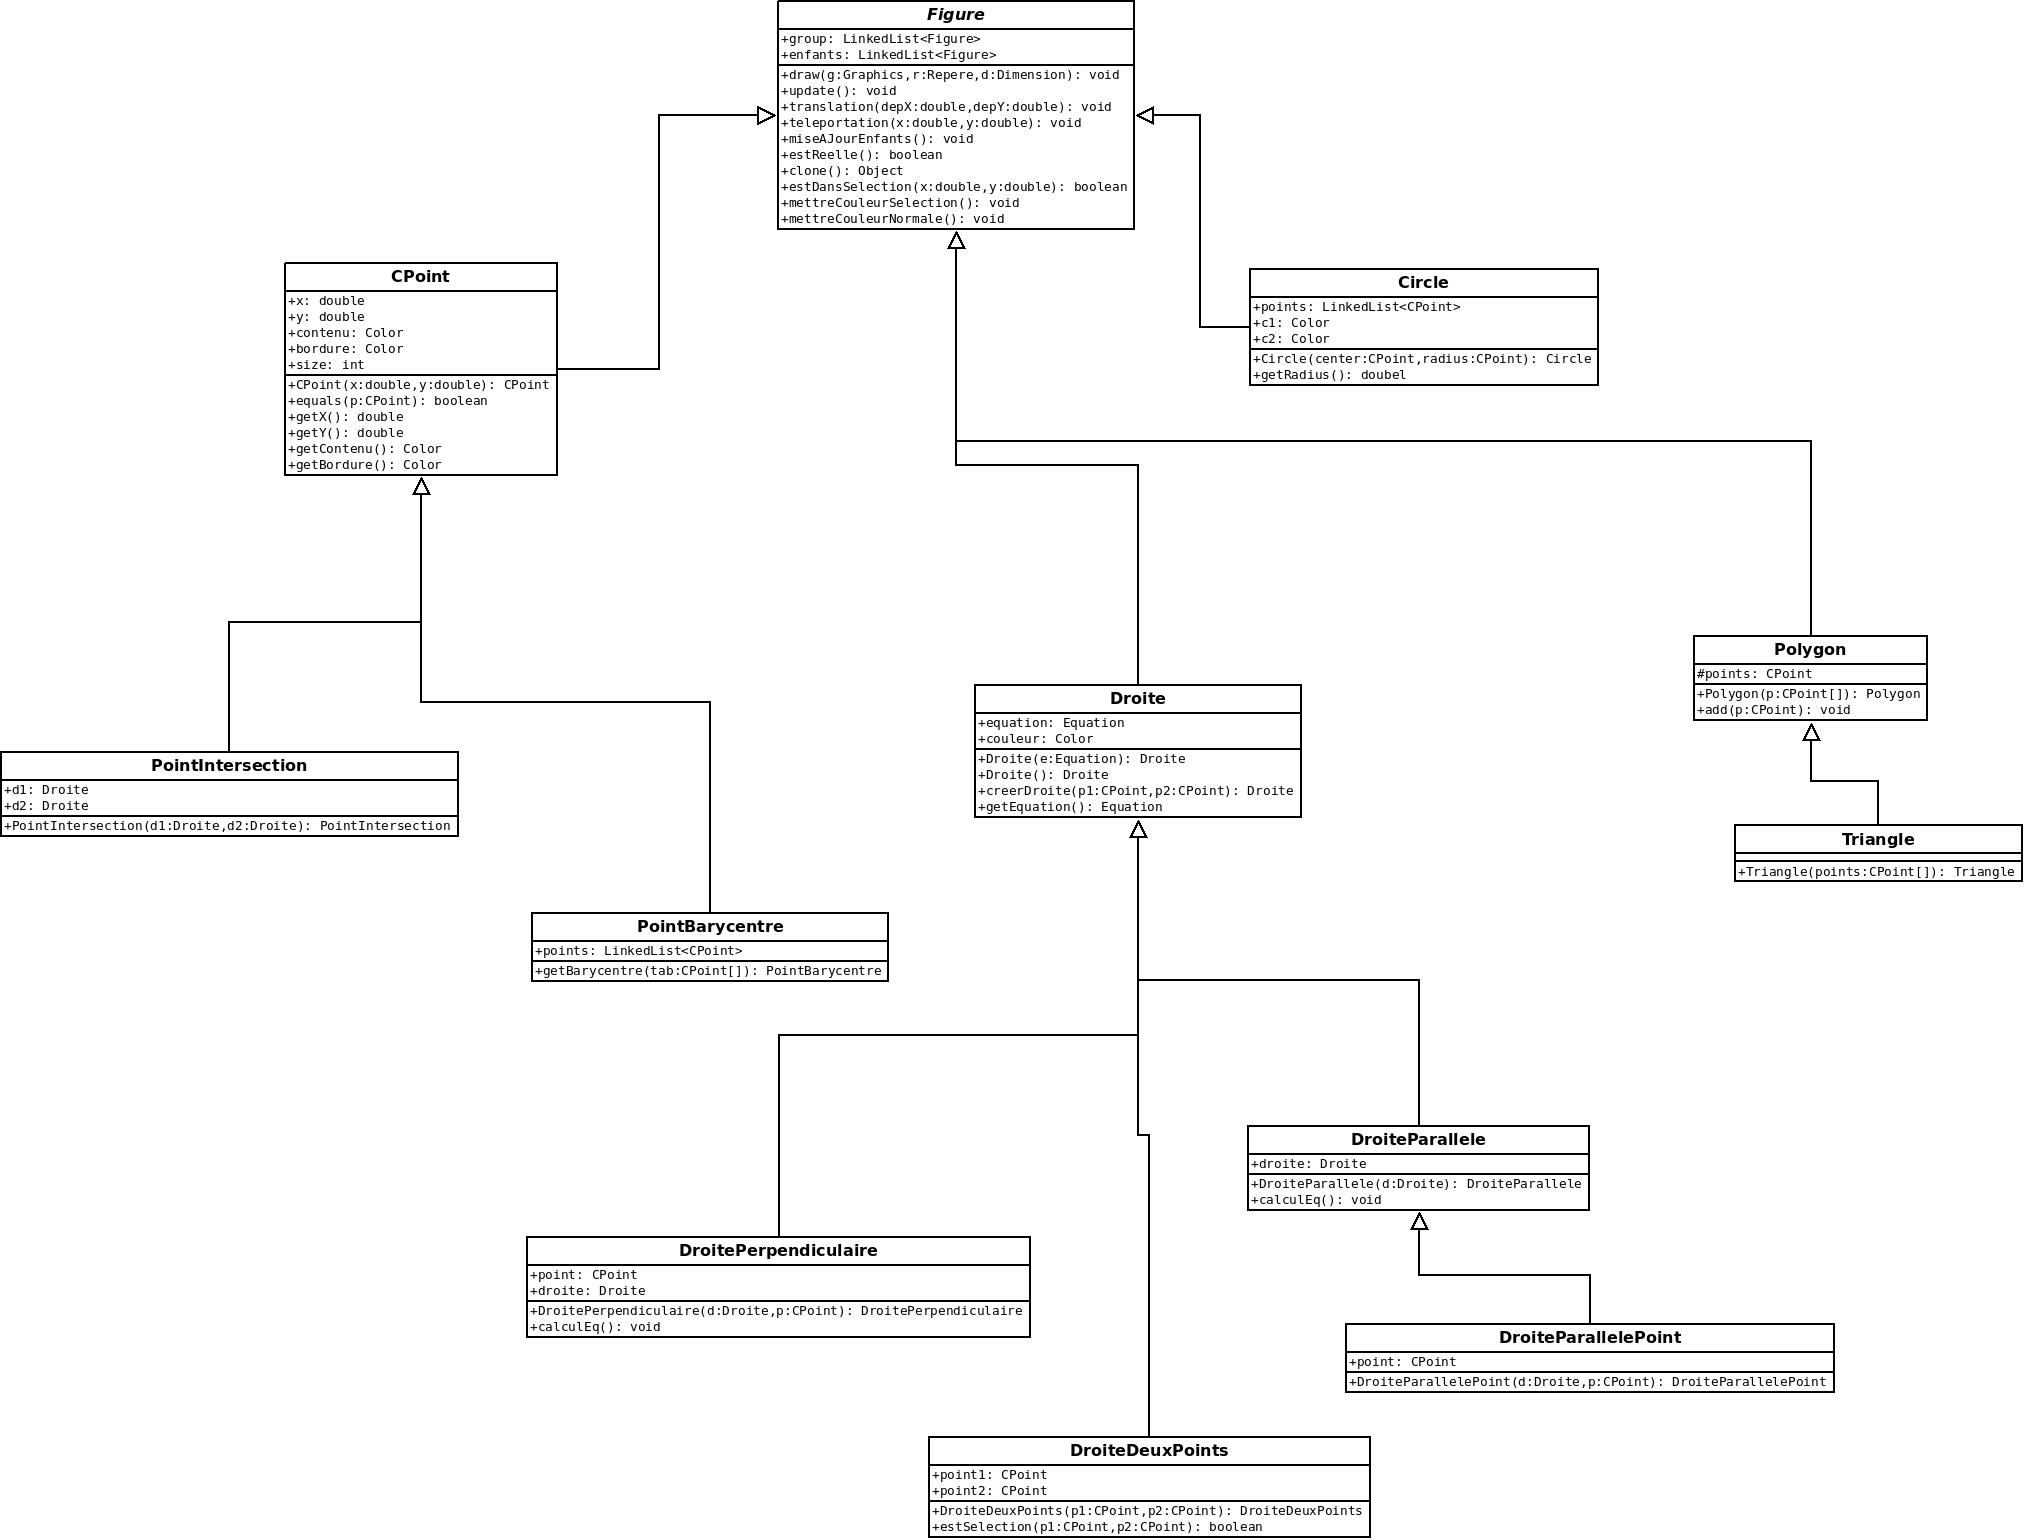 Figure
+group: LinkedList<Figure>
+enfants: LinkedList<Figure>
+draw(g:Graphics,r:Repere,d:Dimension): void
+update(): void
+translation(depX:double,depY:double): void
+teleportation(x:double,y:double): void
+miseAJourEnfants(): void
+estReelle(): boolean
+clone(): Object
+estDansSelection(x:double,y:double): boolean
+mettreCouleurSelection(): void
+mettreCouleurNormale(): void
CPoint
+x: double
+y: double
+contenu: Color
+bordure: Color
+size: int
+CPoint(x:double,y:double): CPoint
+equals(p:CPoint): boolean
+getX(): double
+getY(): double
+getContenu(): Color
+getBordure(): Color
Circle
+points: LinkedList<CPoint>
+c1: Color
+c2: Color
+Circle(center:CPoint,radius:CPoint): Circle
+getRadius(): doubel
Polygon
#points: CPoint
+Polygon(p:CPoint[]): Polygon
+add(p:CPoint): void
Droite
+equation: Equation
+couleur: Color
+Droite(e:Equation): Droite
+Droite(): Droite
+creerDroite(p1:CPoint,p2:CPoint): Droite
+getEquation(): Equation
PointIntersection
+d1: Droite
+d2: Droite
+PointIntersection(d1:Droite,d2:Droite): PointIntersection
Triangle
+Triangle(points:CPoint[]): Triangle
PointBarycentre
+points: LinkedList<CPoint>
+getBarycentre(tab:CPoint[]): PointBarycentre
DroiteParallele
+droite: Droite
+DroiteParallele(d:Droite): DroiteParallele
+calculEq(): void
DroitePerpendiculaire
+point: CPoint
+droite: Droite
+DroitePerpendiculaire(d:Droite,p:CPoint): DroitePerpendiculaire
+calculEq(): void
DroiteParallelePoint
+point: CPoint
+DroiteParallelePoint(d:Droite,p:CPoint): DroiteParallelePoint
DroiteDeuxPoints
+point1: CPoint
+point2: CPoint
+DroiteDeuxPoints(p1:CPoint,p2:CPoint): DroiteDeuxPoints
+estSelection(p1:CPoint,p2:CPoint): boolean